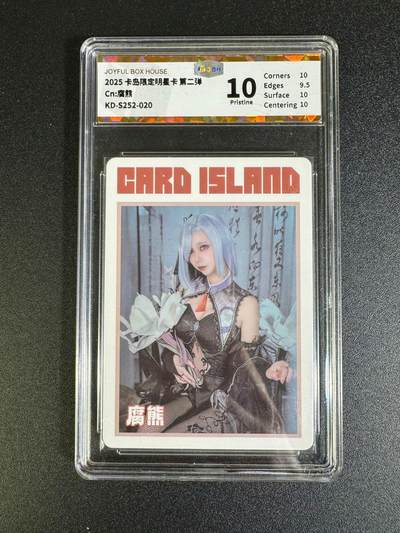 JOYFUL BOX HOUSE
2025 卡岛限定明星卡 第二弹
Cn:腐熊
KD-S252-020
10
Pristine
Corners 10
Edges 9.5
Surface 10
Centering 10
CARD ISLAND
腐熊